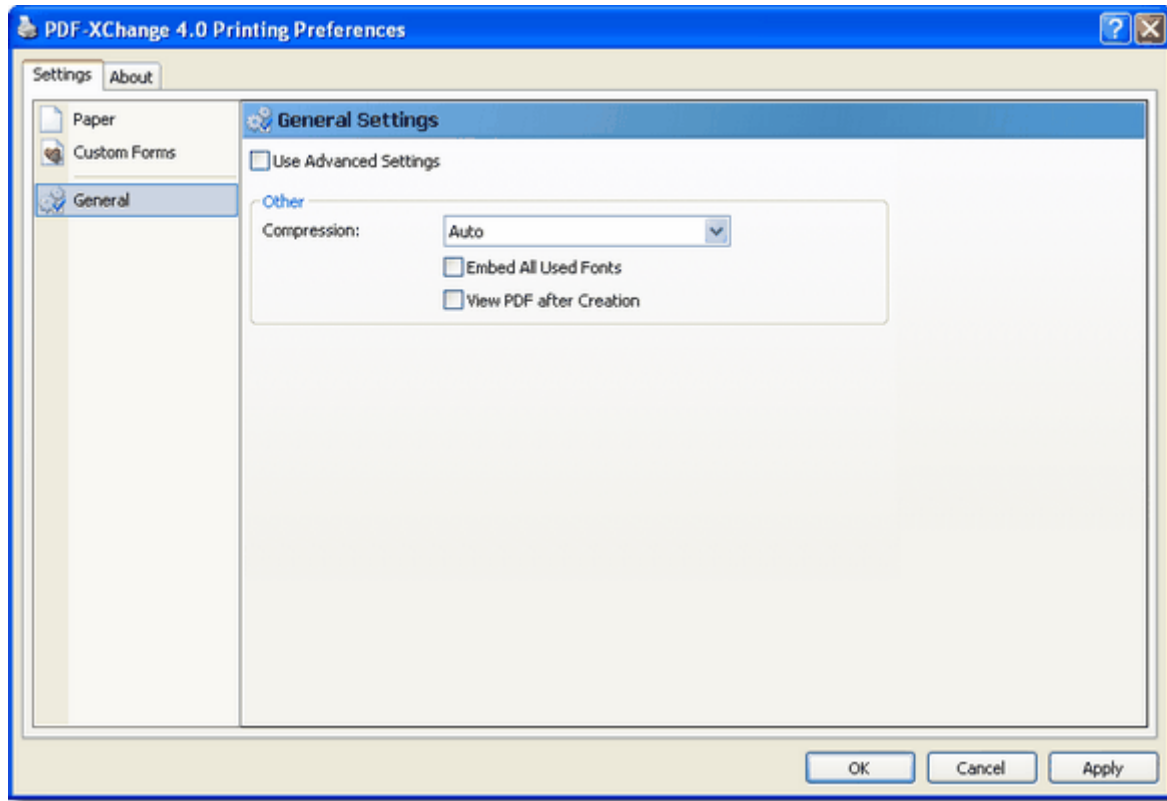 PDF-XChange 4.0 Printing Preferences
Settings About
Paper
Custom Forms
General
General Settings
Use Advanced Settings
Other
Compression: Auto
Embed All Used Fonts
View PDF after Creation
OK Cancel Apply